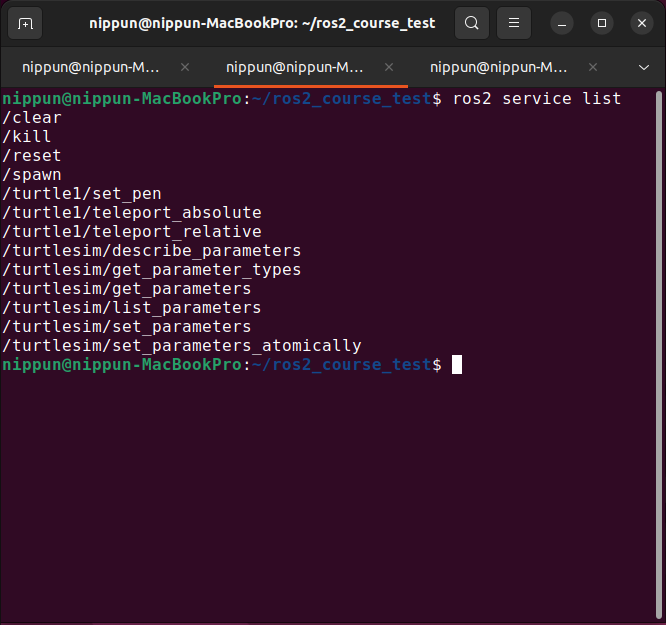 nippun@nippun-MacBookPro: ~/ros2_course_test
nippun@nippun-M...
nippun@nippun-M...
nippun@nippun-M...
nippun@nippun-MacBookPro:~/ros2_course_test$ ros2 service list
/clear
/kill
/reset
/spawn
/turtle1/set_pen
/turtle1/teleport_absolute
/turtle1/teleport_relative
/turtlesim/describe_parameters
/turtlesim/get_parameter_types
/turtlesim/get_parameters
/turtlesim/list_parameters
/turtlesim/set_parameters
/turtlesim/set_parameters_atomically
nippun@nippun-MacBookPro:~/ros2_course_test$